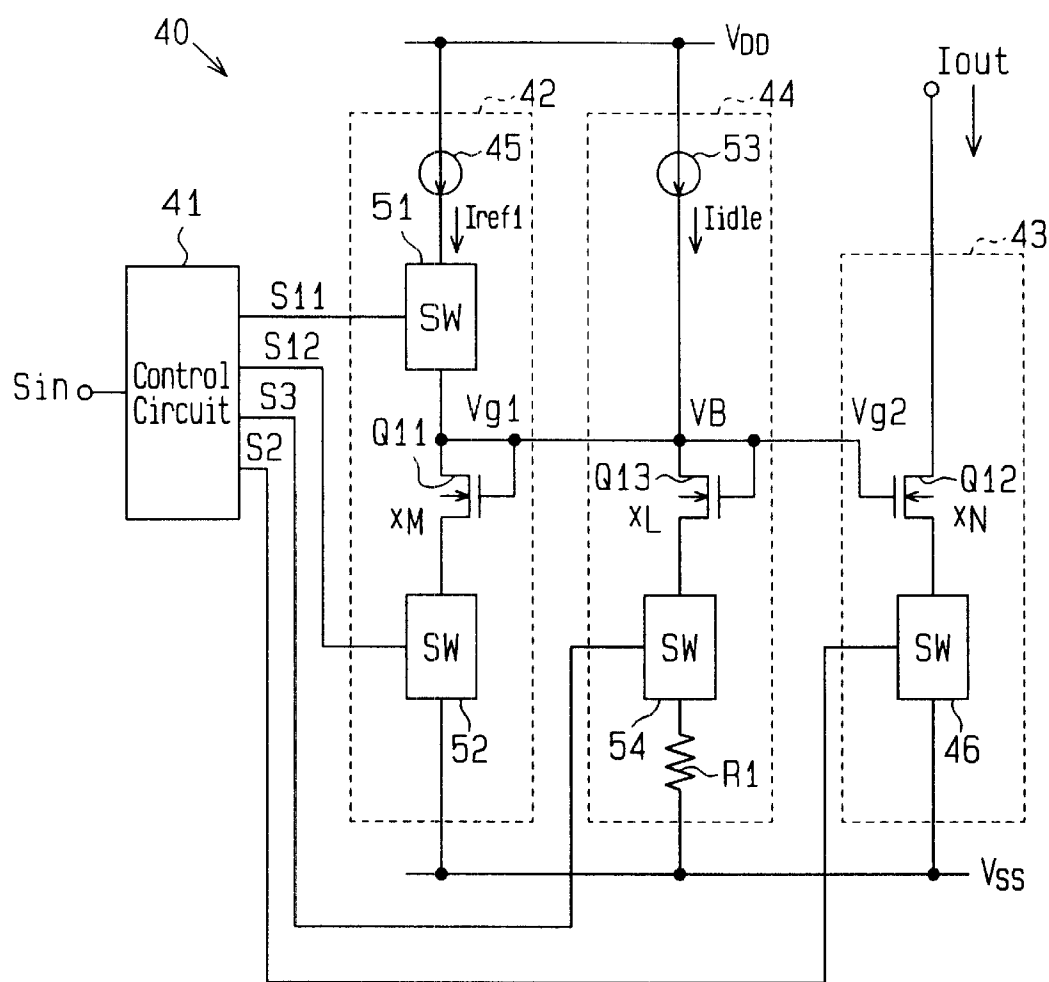 40
VDD
Iout
42
44
45
53
51
Iref1
Iidle
43
41
SW
S11
S12
Sin
Control
Circuit
S3
S2
Vg1
VB
Vg2
Q11
Q13
Q12
xM
xL
xN
SW
SW
SW
52
54
46
R1
VSS